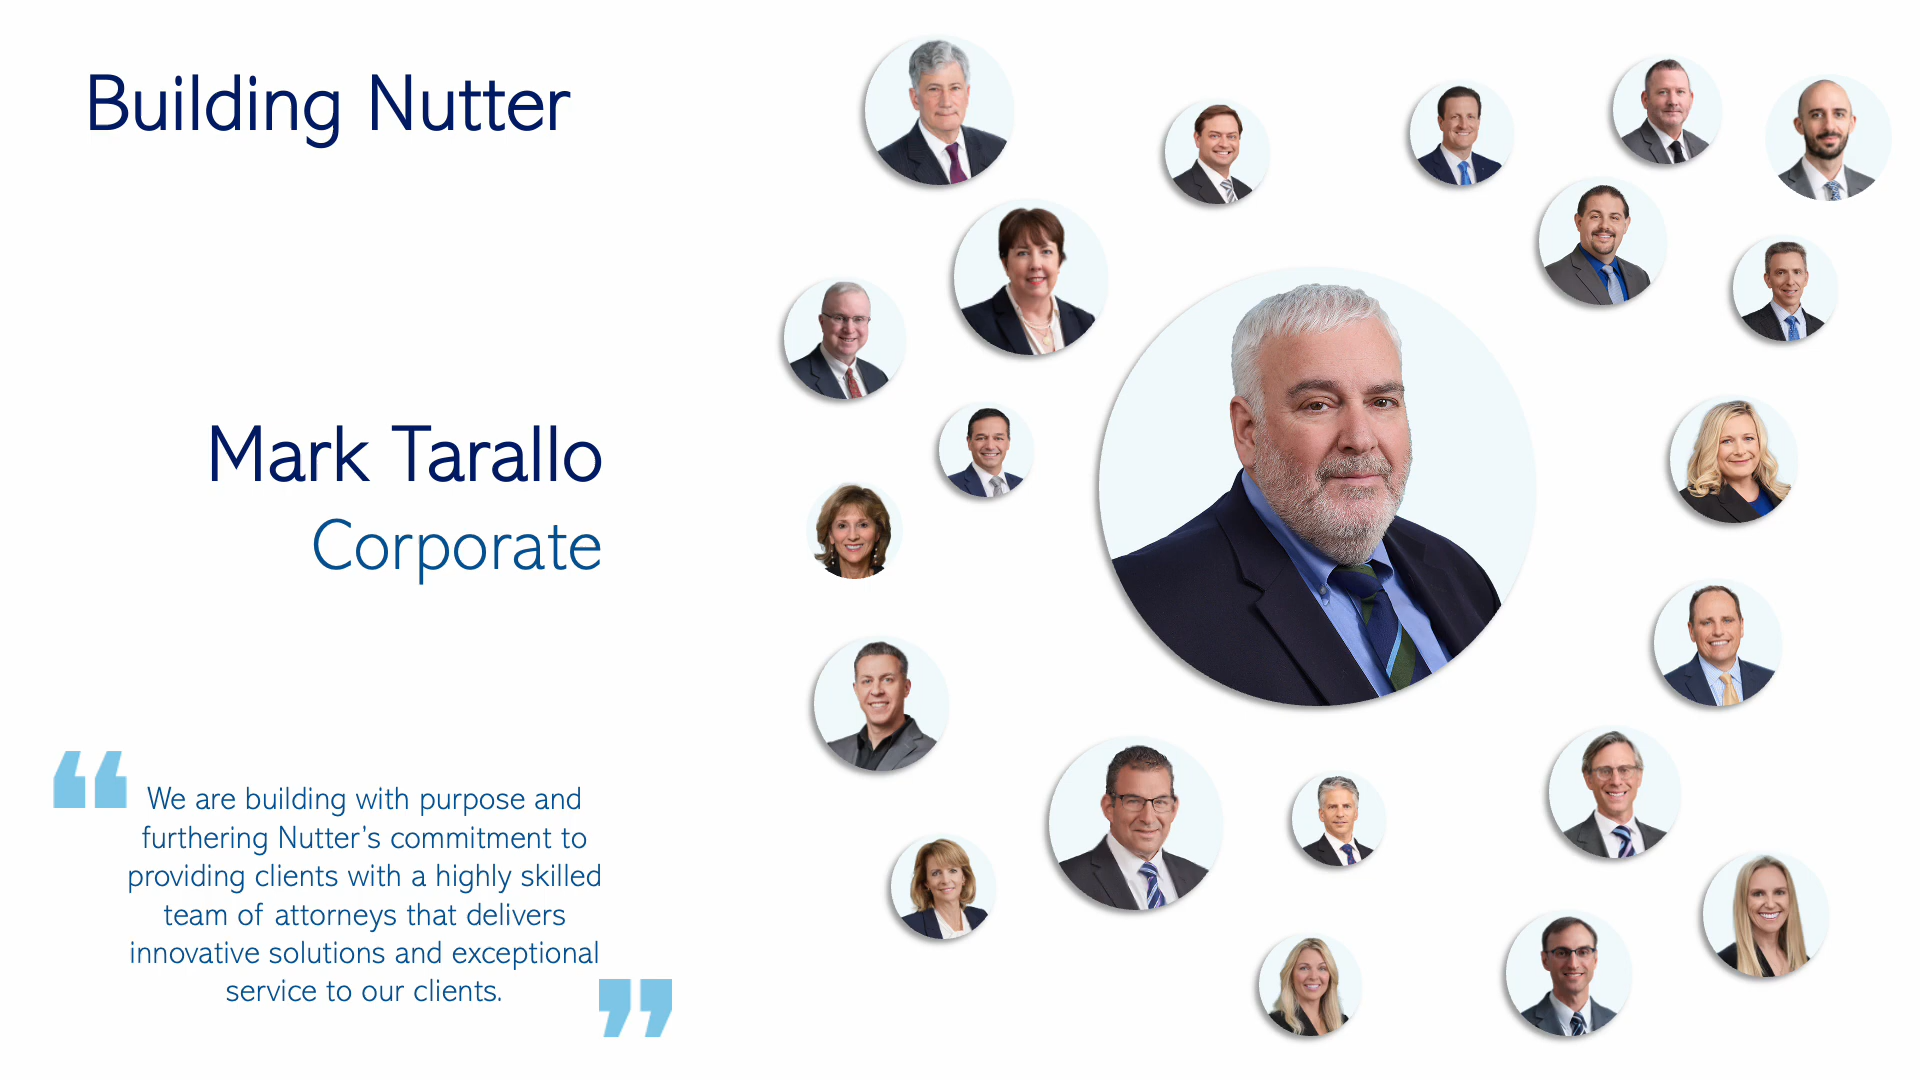 Building Nutter
Mark Tarallo
Corporate
“ We are building with purpose and
furthering Nutter’s commitment to
providing clients with a highly skilled
team of attorneys that delivers
innovative solutions and exceptional
service to our clients. ”